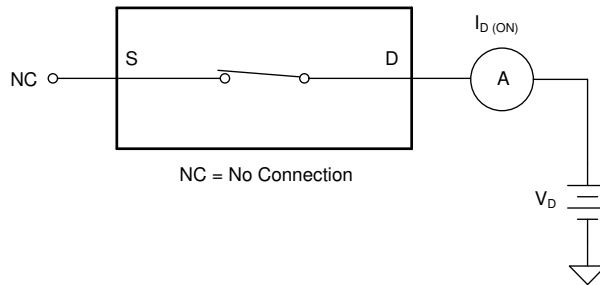 I_D (ON)
S
D
NC
A
NC = No Connection
V_D